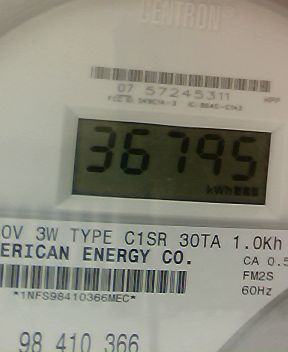 CENTRON
07 57245311
36795
kWh
0V 3W TYPE C1SR 30TA 1.0Kh
ERICAN ENERGY CO.
CA 0.5
FM2S
*1NFS98410366MEC*
60Hz
98 410 366